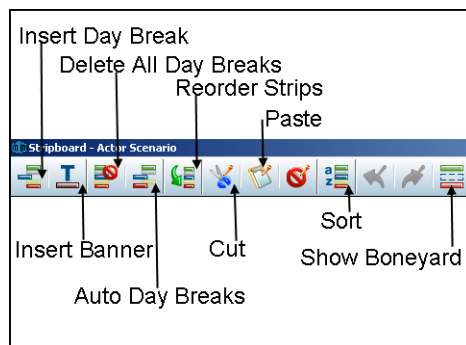 Insert Day Break
Delete All Day Breaks
Reorder Strips
Paste
Stripboard - Actor Scenario
T
a
z
Insert Banner
Cut
Sort
Show Boneyard
Auto Day Breaks